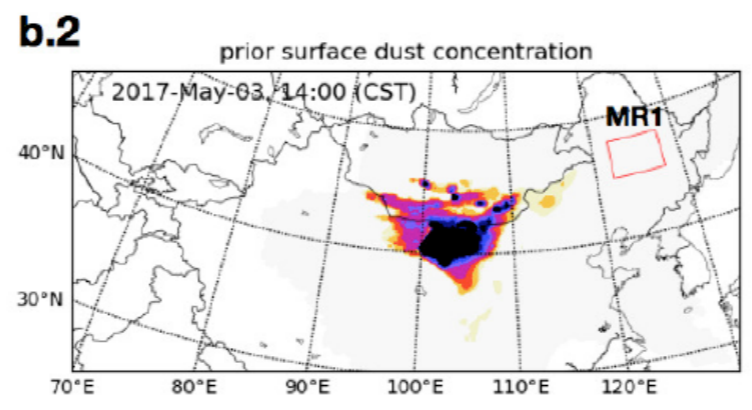 b.2
prior surface dust concentration
2017-May-03, 14:00 (CST)
MR1
40°N
30°N
70°E 80°E 90°E 100°E 110°E 120°E